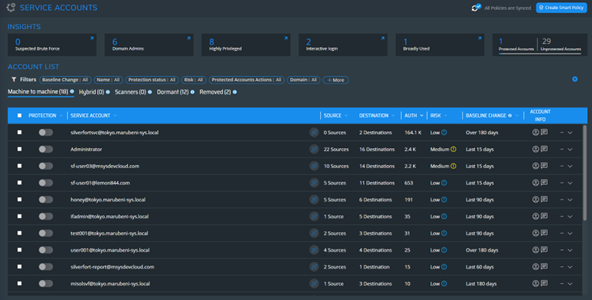 SERVICE ACCOUNTS
All Policies are Synced
Create Smart Policy
INSIGHTS
0
Suspected Brute Force
6
Domain Admins
8
Highly Privileged
2
Interactive login
1
Broadly Used
1
Protected Accounts
29
Unprotected Accounts
ACCOUNT LIST
Filters
Baseline Change : All
Name : All
Protection status : All
Risk : All
Protected Accounts Actions : All
Domain : All
+ More
Machine to machine (18)
Hybrid (0)
Scanners (0)
Dormant (12)
Removed (2)
PROTECTION SERVICE ACCOUNT SOURCE DESTINATION AUTH RISK BASELINE CHANGE ACCOUNT INFO
silverfortsvc@tokyo.marubeni-sys.local 0 Sources 2 Destinations 164.1 K Low Over 180 days
Administrator 22 Sources 16 Destinations 2.4 K Medium Last 15 days
sf-user03@msysdevcloud.com 10 Sources 14 Destinations 2.2 K Medium Last 15 days
sf-user01@lemon844.com 5 Sources 11 Destinations 653 Low Last 15 days
honey@tokyo.marubeni-sys.local 5 Sources 6 Destinations 191 Low Last 90 days
ifadmin@tokyo.marubeni-sys.local 1 Source 5 Destinations 35 Low Last 90 days
test001@tokyo.marubeni-sys.local 2 Sources 3 Destinations 31 Low Last 90 days
user001@tokyo.marubeni-sys.local 4 Sources 4 Destinations 25 Low Over 180 days
silverfort-report@msysdevcloud.com 2 Sources 1 Destination 15 Low Last 60 days
misolsvf@tokyo.marubeni-sys.local 1 Source 3 Destinations 10 Low Last 180 days